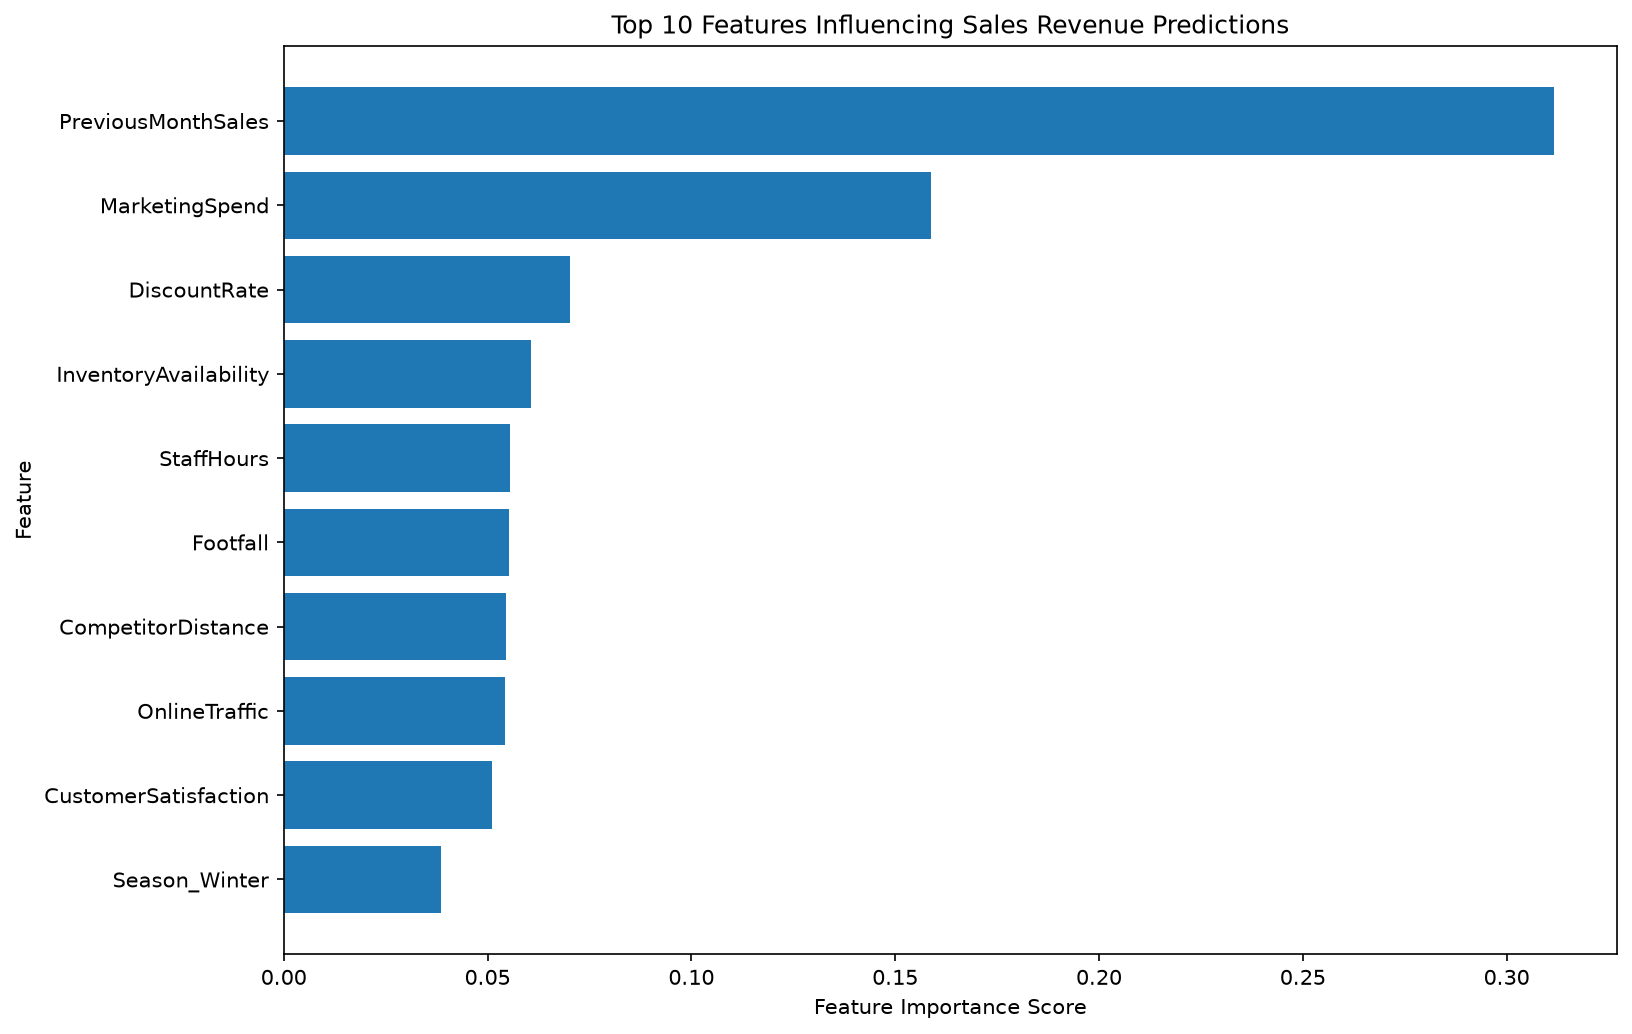 Top 10 Features Influencing Sales Revenue Predictions
Feature
PreviousMonthSales
MarketingSpend
DiscountRate
InventoryAvailability
StaffHours
Footfall
CompetitorDistance
OnlineTraffic
CustomerSatisfaction
Season_Winter
0.00 0.05 0.10 0.15 0.20 0.25 0.30
Feature Importance Score